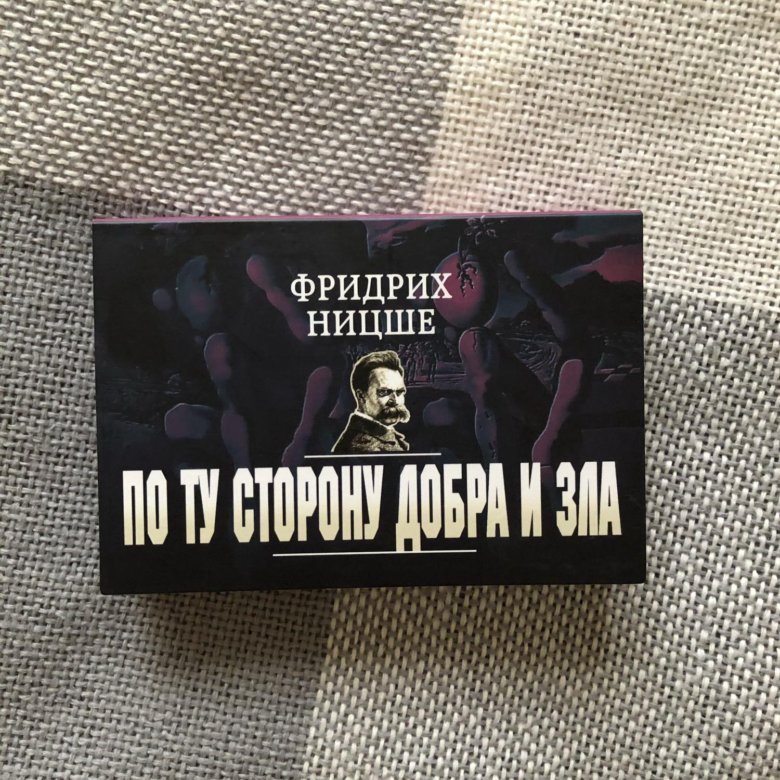 ФРИДРИХ
НИЦШЕ
ПО ТУ СТОРОНУ ДОБРА И ЗЛА